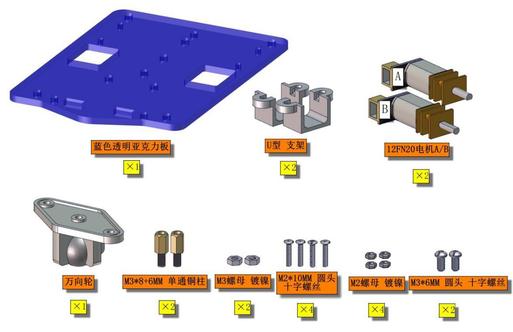 A
B
蓝色透明亚克力板
U型 支架
12FN20电机A/B
×1
×2
×2
万向轮
M3*8+6MM 单通铜柱
M3螺母 镀镍
M2*10MM 圆头
十字螺丝
M2螺母 镀镍
M3*6MM 圆头 十字螺丝
×1
×2
×2
×4
×4
×2